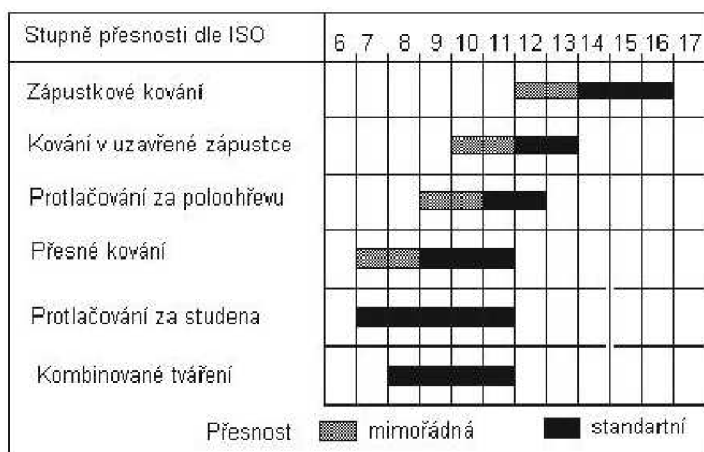 Stupně přesnosti dle ISO 6 7 8 9 10 11 12 13 14 15 16 17
Zápustkové kování
Kování v uzavřené zápustce
Protlačování za poloohřevu
Přesné kování
Protlačování za studena
Kombinované tváření
Přesnost mimořádná standartní